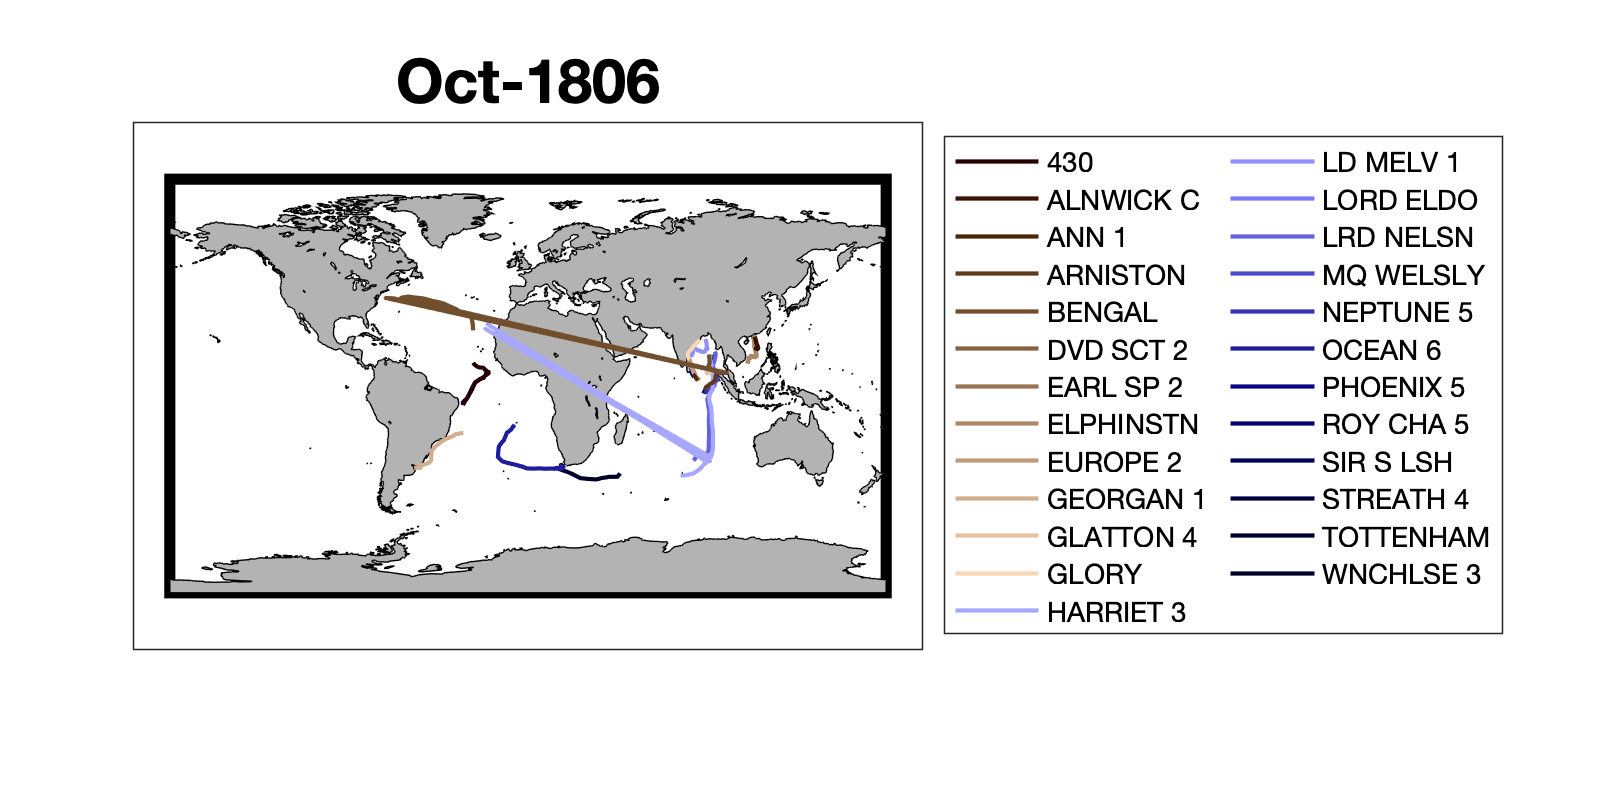 Oct-1806
430
ALNWICK C
ANN 1
ARNISTON
BENGAL
DVD SCT 2
EARL SP 2
ELPHINSTN
EUROPE 2
GEORGAN 1
GLATTON 4
GLORY
HARRIET 3
LD MELV 1
LORD ELDO
LRD NELSN
MQ WELSLY
NEPTUNE 5
OCEAN 6
PHOENIX 5
ROY CHA 5
SIR S LSH
STREATH 4
TOTTENHAM
WNCHLSE 3